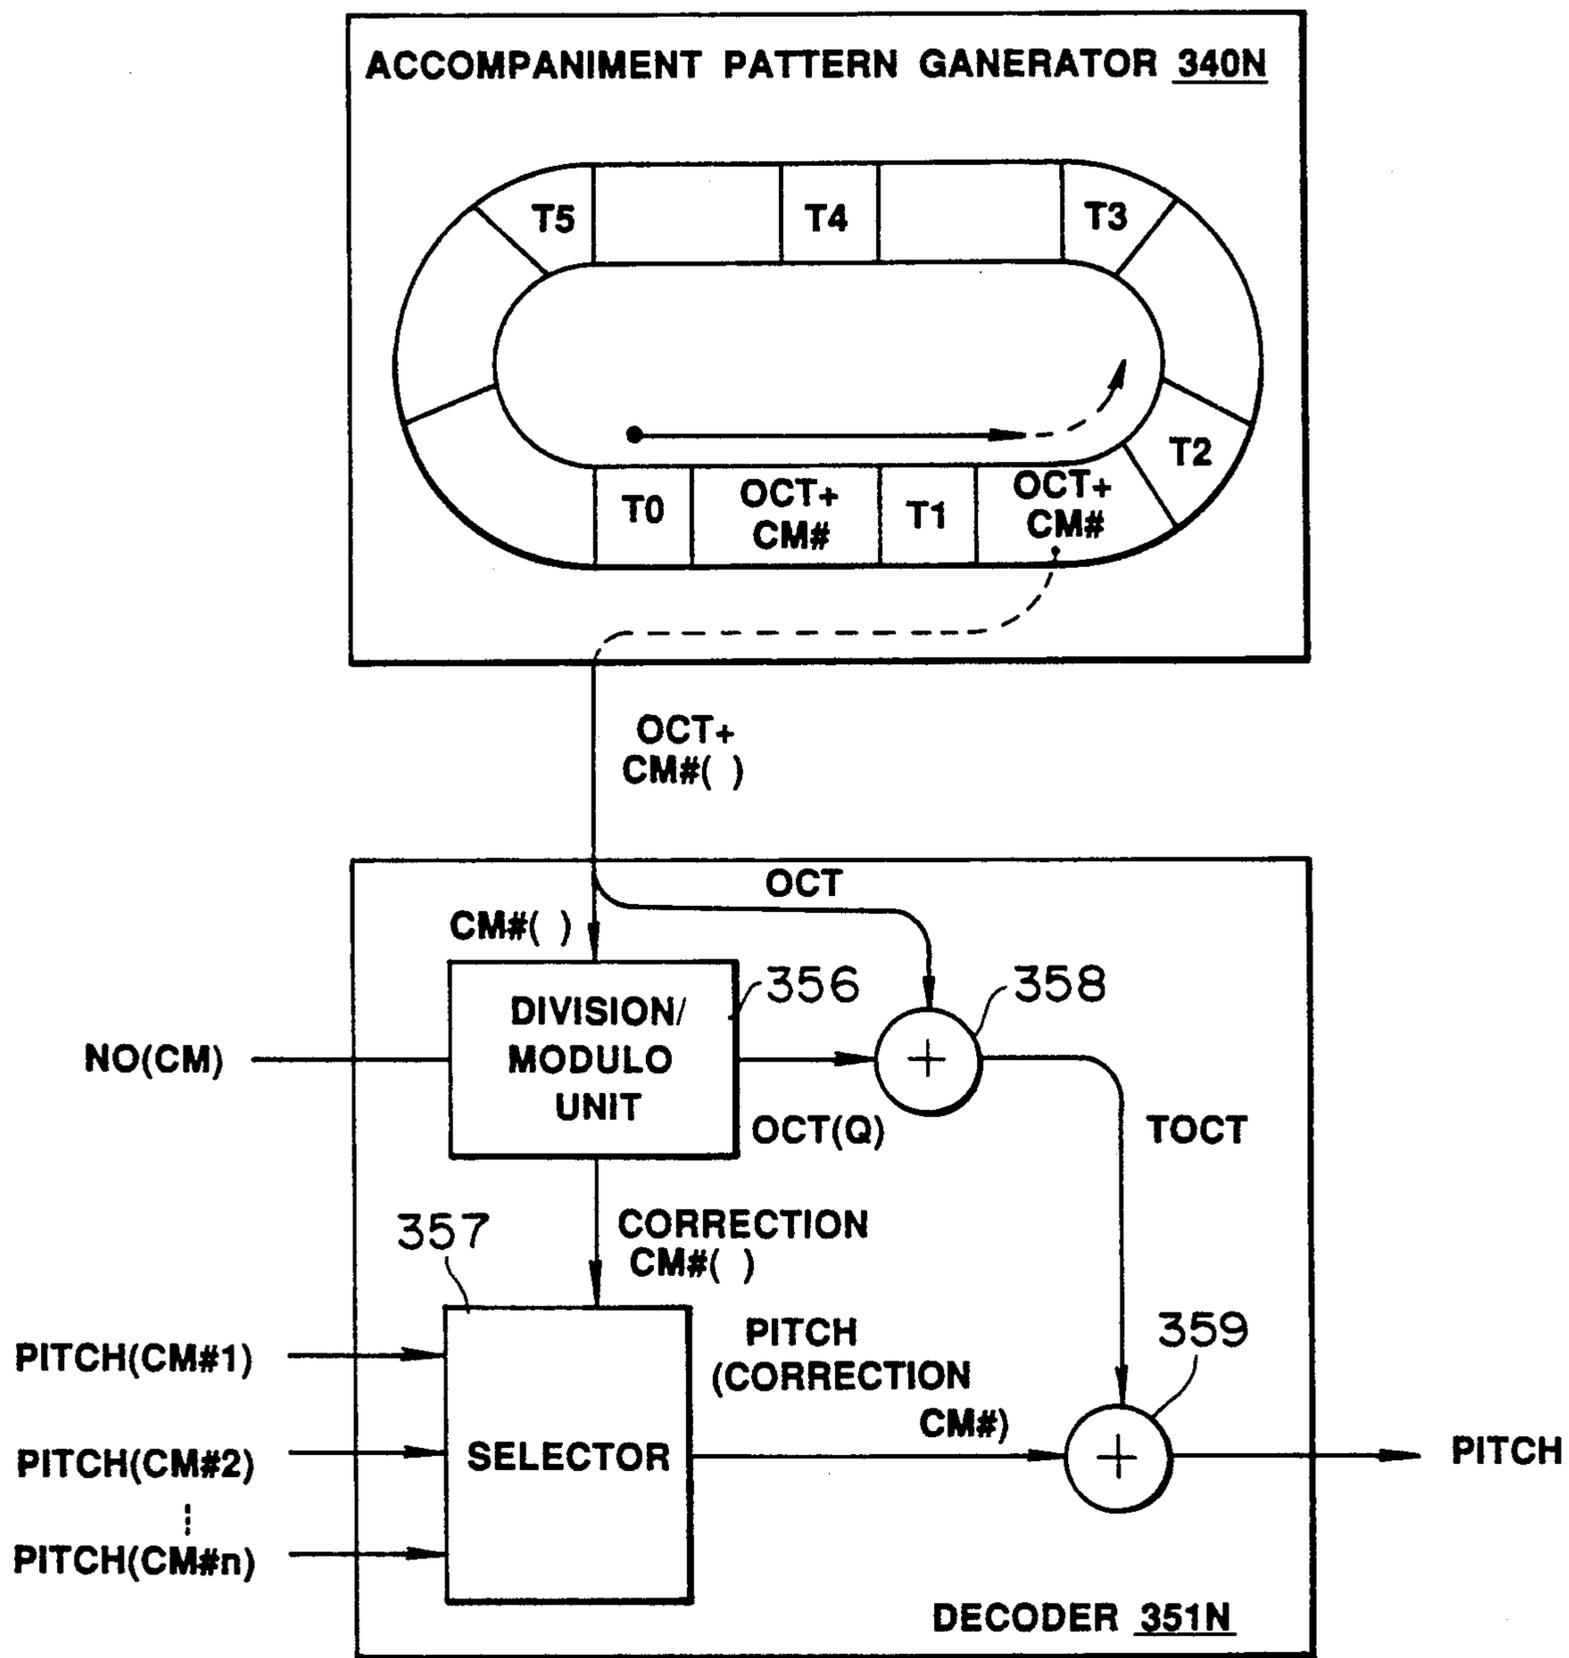 ACCOMPANIMENT PATTERN GANERATOR 340N
T5
T4
T3
T2
T0
OCT+
CM#
T1
OCT+
CM#
OCT+
CM#( )
OCT
CM#( )
DIVISION/
MODULO
UNIT
356
358
NO(CM)
+
OCT(Q)
TOCT
357
CORRECTION
CM#( )
PITCH
(CORRECTION
CM#)
359
PITCH(CM#1)
PITCH(CM#2)
PITCH(CM#n)
SELECTOR
+
PITCH
DECODER 351N